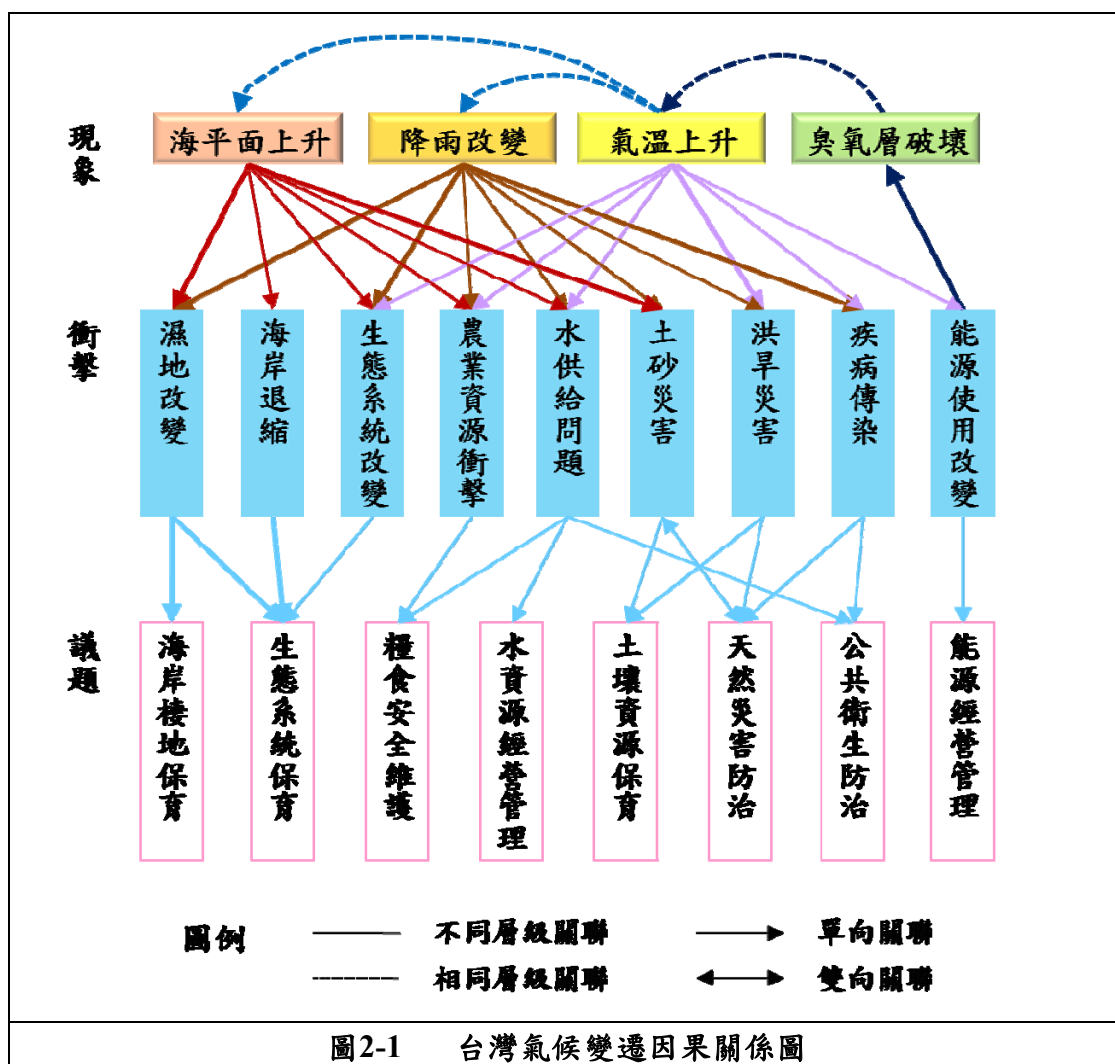 現象
海平面上升
降雨改變
氣溫上升
臭氧層破壞
衝擊
濕地改變
海岸退縮
生態系統改變
農業資源衝擊
水供給問題
土砂災害
洪旱災害
疾病傳染
能源使用改變
議題
海岸棲地保育
生態系統保育
糧食安全維護
水資源經營管理
土壤資源保育
天然災害防治
公共衛生防治
能源經營管理
圖例
不同層級關聯
單向關聯
相同層級關聯
雙向關聯
圖2-1 台灣氣候變遷因果關係圖